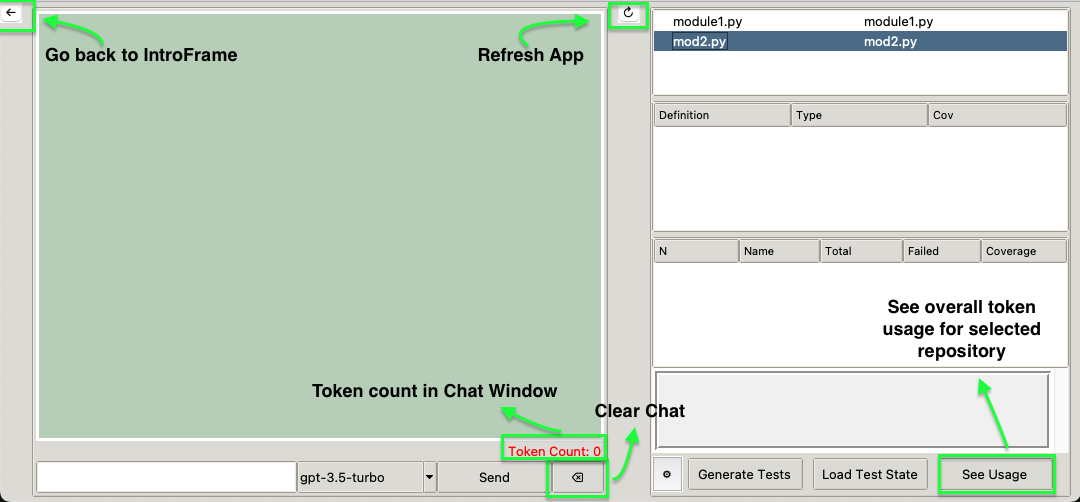 Go back to IntroFrame
Refresh App
module1.py module1.py
mod2.py mod2.py
Definition Type Cov
N Name Total Failed Coverage
See overall token
usage for selected
repository
Token count in Chat Window
Clear Chat
Token Count: 0
gpt-3.5-turbo
Send
Generate Tests
Load Test State
See Usage